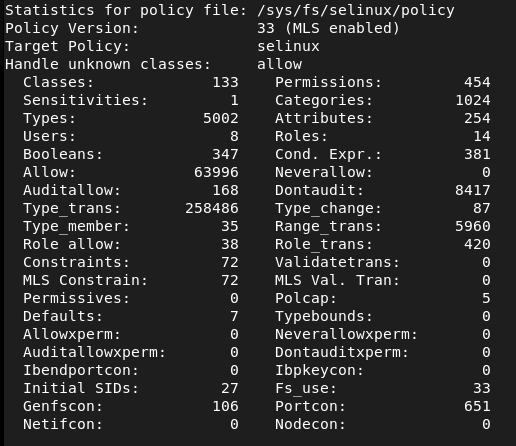 Statistics for policy file: /sys/fs/selinux/policy
Policy Version:             33 (MLS enabled)
Target Policy:              selinux
Handle unknown classes:     allow
  Classes:             133    Permissions:         454
  Sensitivities:         1    Categories:         1024
  Types:              5002    Attributes:          254
  Users:                 8    Roles:                14
  Booleans:            347    Cond. Expr.:         381
  Allow:             63996    Neverallow:            0
  Auditallow:          168    Dontaudit:          8417
  Type_trans:       258486    Type_change:          87
  Type_member:          35    Range_trans:        5960
  Role allow:           38    Role_trans:          420
  Constraints:          72    Validatetrans:         0
  MLS Constrain:        72    MLS Val. Tran:         0
  Permissives:           0    Polcap:                5
  Defaults:              7    Typebounds:            0
  Allowxperm:            0    Neverallowxperm:       0
  Auditallowxperm:       0    Dontauditxperm:        0
  Ibendportcon:          0    Ibpkeycon:             0
  Initial SIDs:         27    Fs_use:               33
  Genfscon:            106    Portcon:             651
  Netifcon:              0    Nodecon:               0